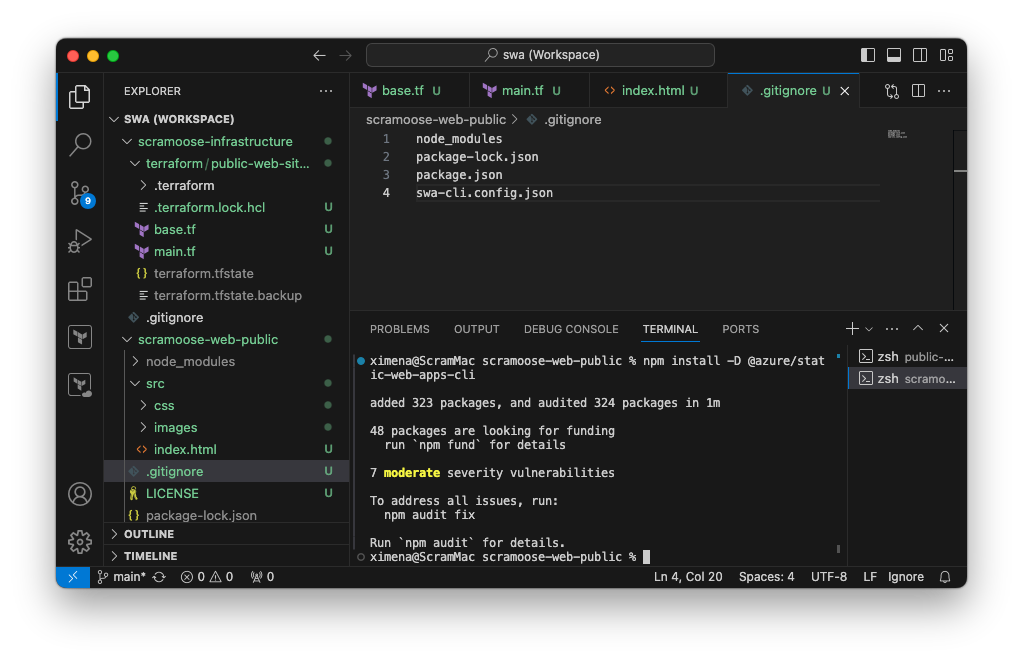 swa (Workspace)
EXPLORER
base.tf U
main.tf U
index.html U
.gitignore U
scramoose-web-public > .gitignore
SWA (WORKSPACE)
scramoose-infrastructure
terraform/public-web-sit...
.terraform
.terraform.lock.hcl U
base.tf U
main.tf U
terraform.tfstate
terraform.tfstate.backup
.gitignore
scramoose-web-public
node_modules
src
css
images
index.html U
.gitignore U
LICENSE U
package-lock.json
OUTLINE
TIMELINE
9
1 node_modules
2 package-lock.json
3 package.json
4 swa-cli.config.json
PROBLEMS OUTPUT DEBUG CONSOLE TERMINAL PORTS
ximena@ScramMac scramoose-web-public % npm install -D @azure/stat
ic-web-apps-cli
added 323 packages, and audited 324 packages in 1m
48 packages are looking for funding
run `npm fund` for details
7 moderate severity vulnerabilities
To address all issues, run:
npm audit fix
Run `npm audit` for details.
ximena@ScramMac scramoose-web-public %
zsh public-...
zsh scramo...
main* 0 0 0 Ln 4, Col 20 Spaces: 4 UTF-8 LF Ignore